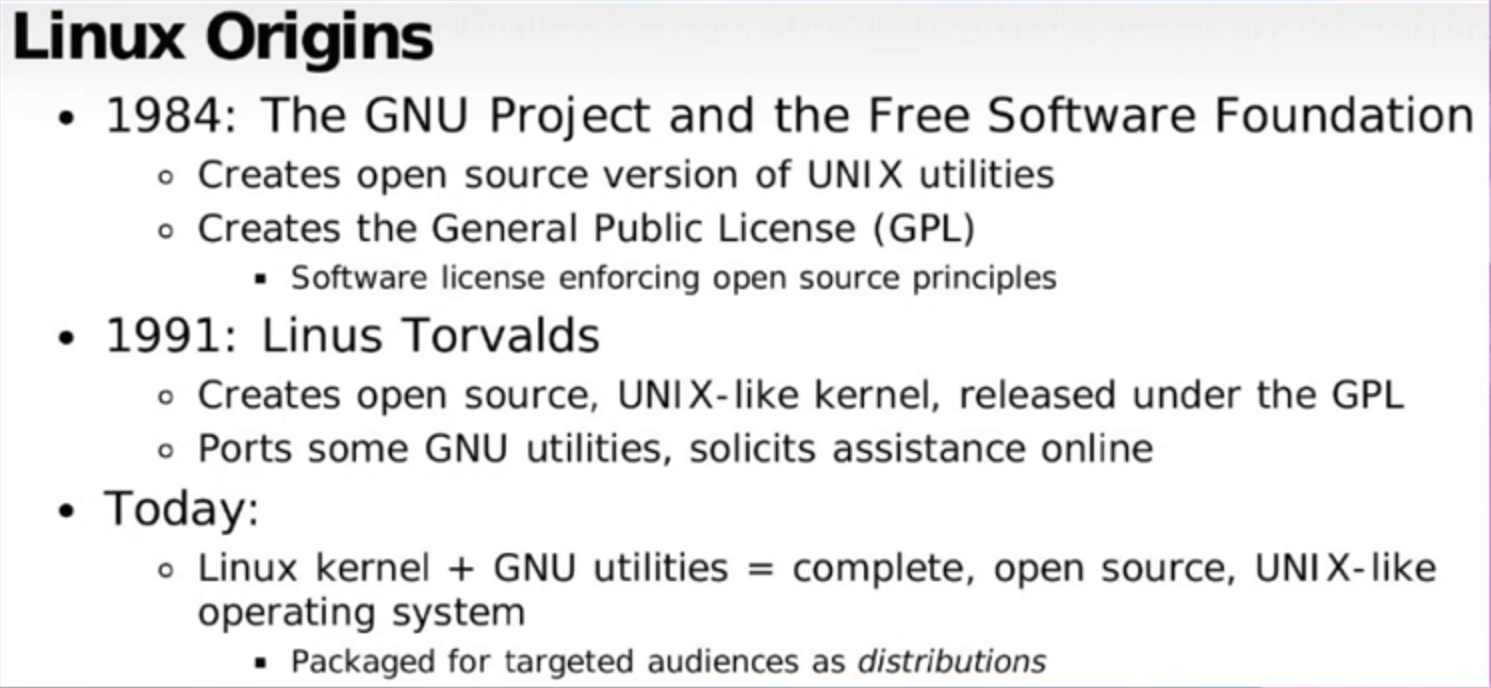 Linux Origins
• 1984: The GNU Project and the Free Software Foundation
◦ Creates open source version of UNIX utilities
◦ Creates the General Public License (GPL)
▪ Software license enforcing open source principles
• 1991: Linus Torvalds
◦ Creates open source, UNIX-like kernel, released under the GPL
◦ Ports some GNU utilities, solicits assistance online
• Today:
◦ Linux kernel + GNU utilities = complete, open source, UNIX-like
operating system
▪ Packaged for targeted audiences as distributions